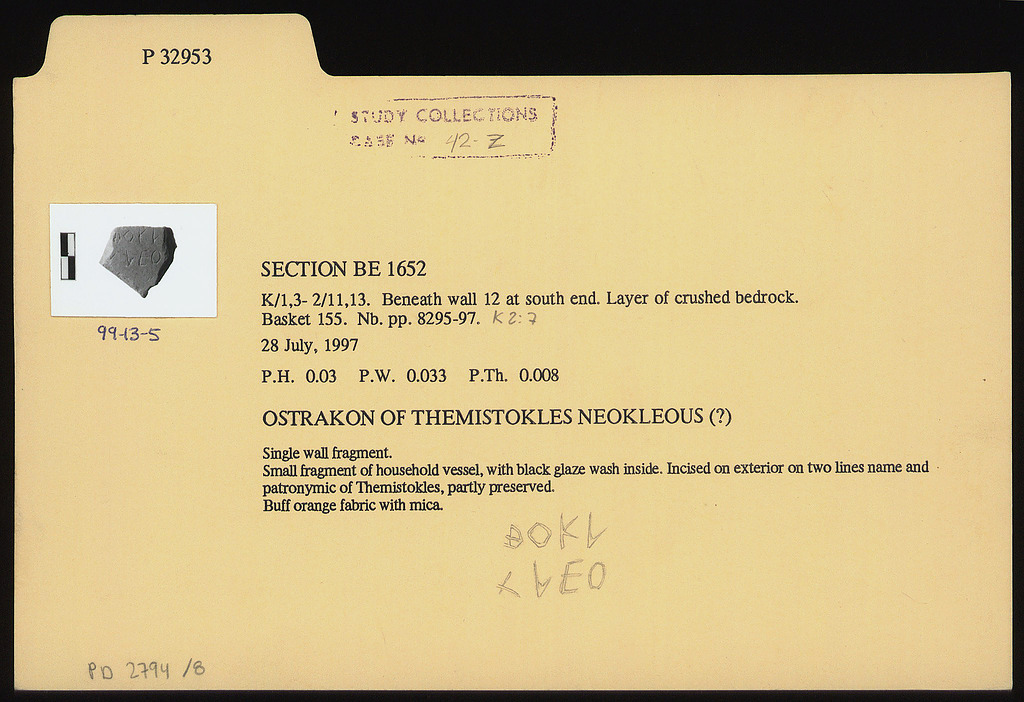 P 32953
STUDY COLLECTIONS
CASE No 42-Z
99-13-5
SECTION BE 1652
K/1,3- 2/11,13. Beneath wall 12 at south end. Layer of crushed bedrock.
Basket 155. Nb. pp. 8295-97. K 2:7
28 July, 1997
P.H. 0.03 P.W. 0.033 P.Th. 0.008
OSTRAKON OF THEMISTOKLES NEOKLEOUS (?)
Single wall fragment.
Small fragment of household vessel, with black glaze wash inside. Incised on exterior on two lines name and
patronymic of Themistokles, partly preserved.
Buff orange fabric with mica.
PD 2794 /8